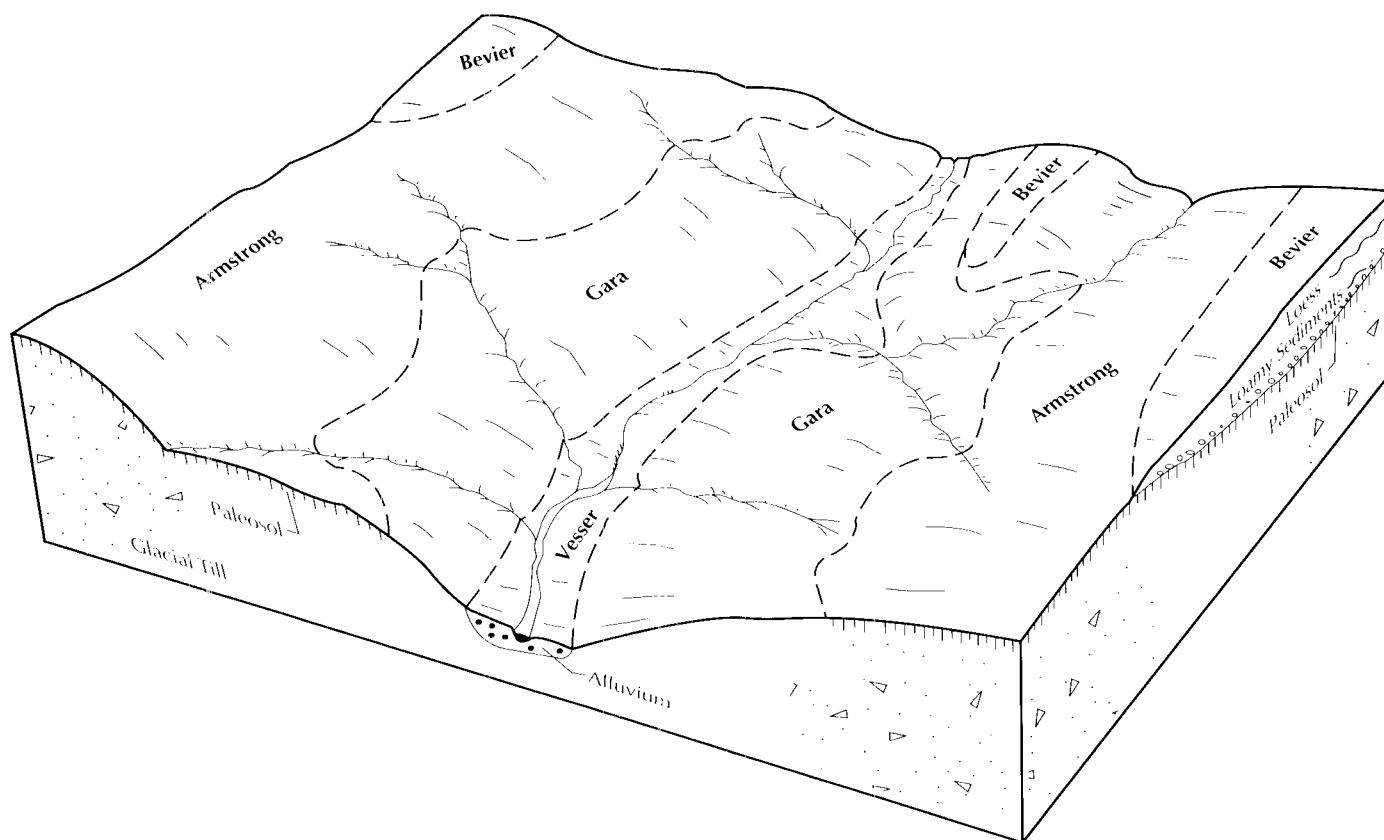 Bevier
Bevier
Bevier
Armstrong
Gara
Loess
Loamy Sediments
Paleosol
Armstrong
Gara
Vesser
Paleosol
Glacial Till
Alluvium